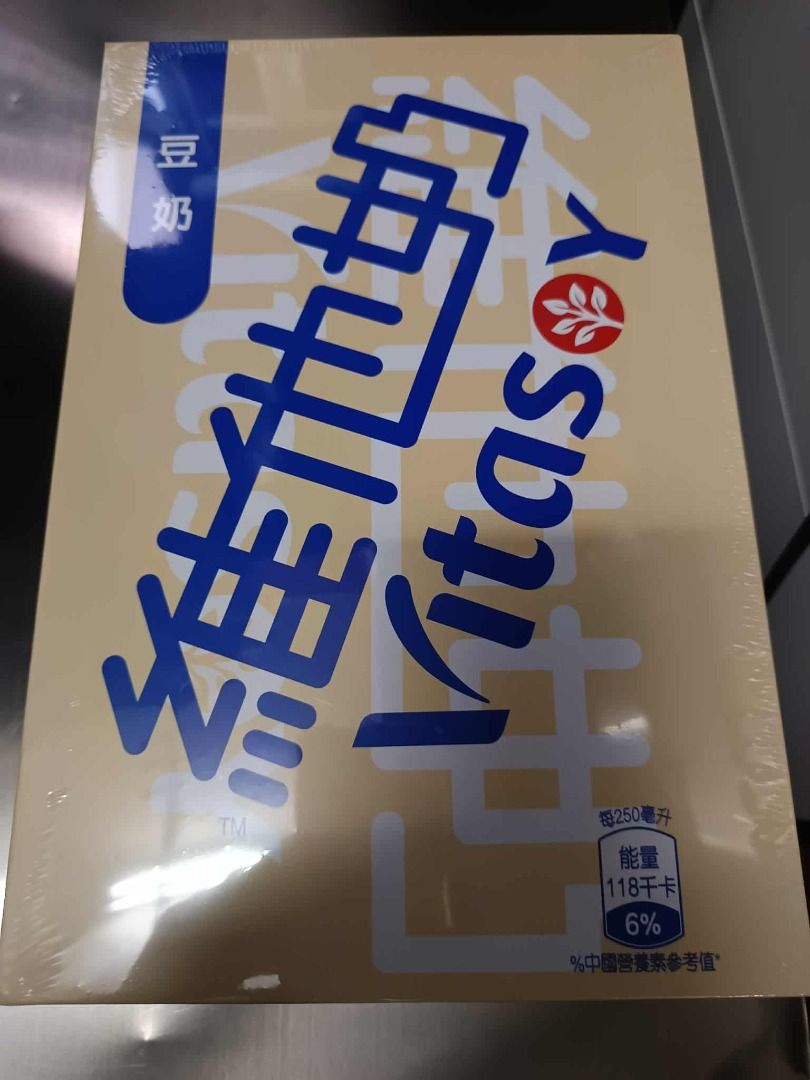 豆奶
維他奶
Vitasoy
TM
每250毫升
能量
118千卡
6%
%中國營養素參考值*